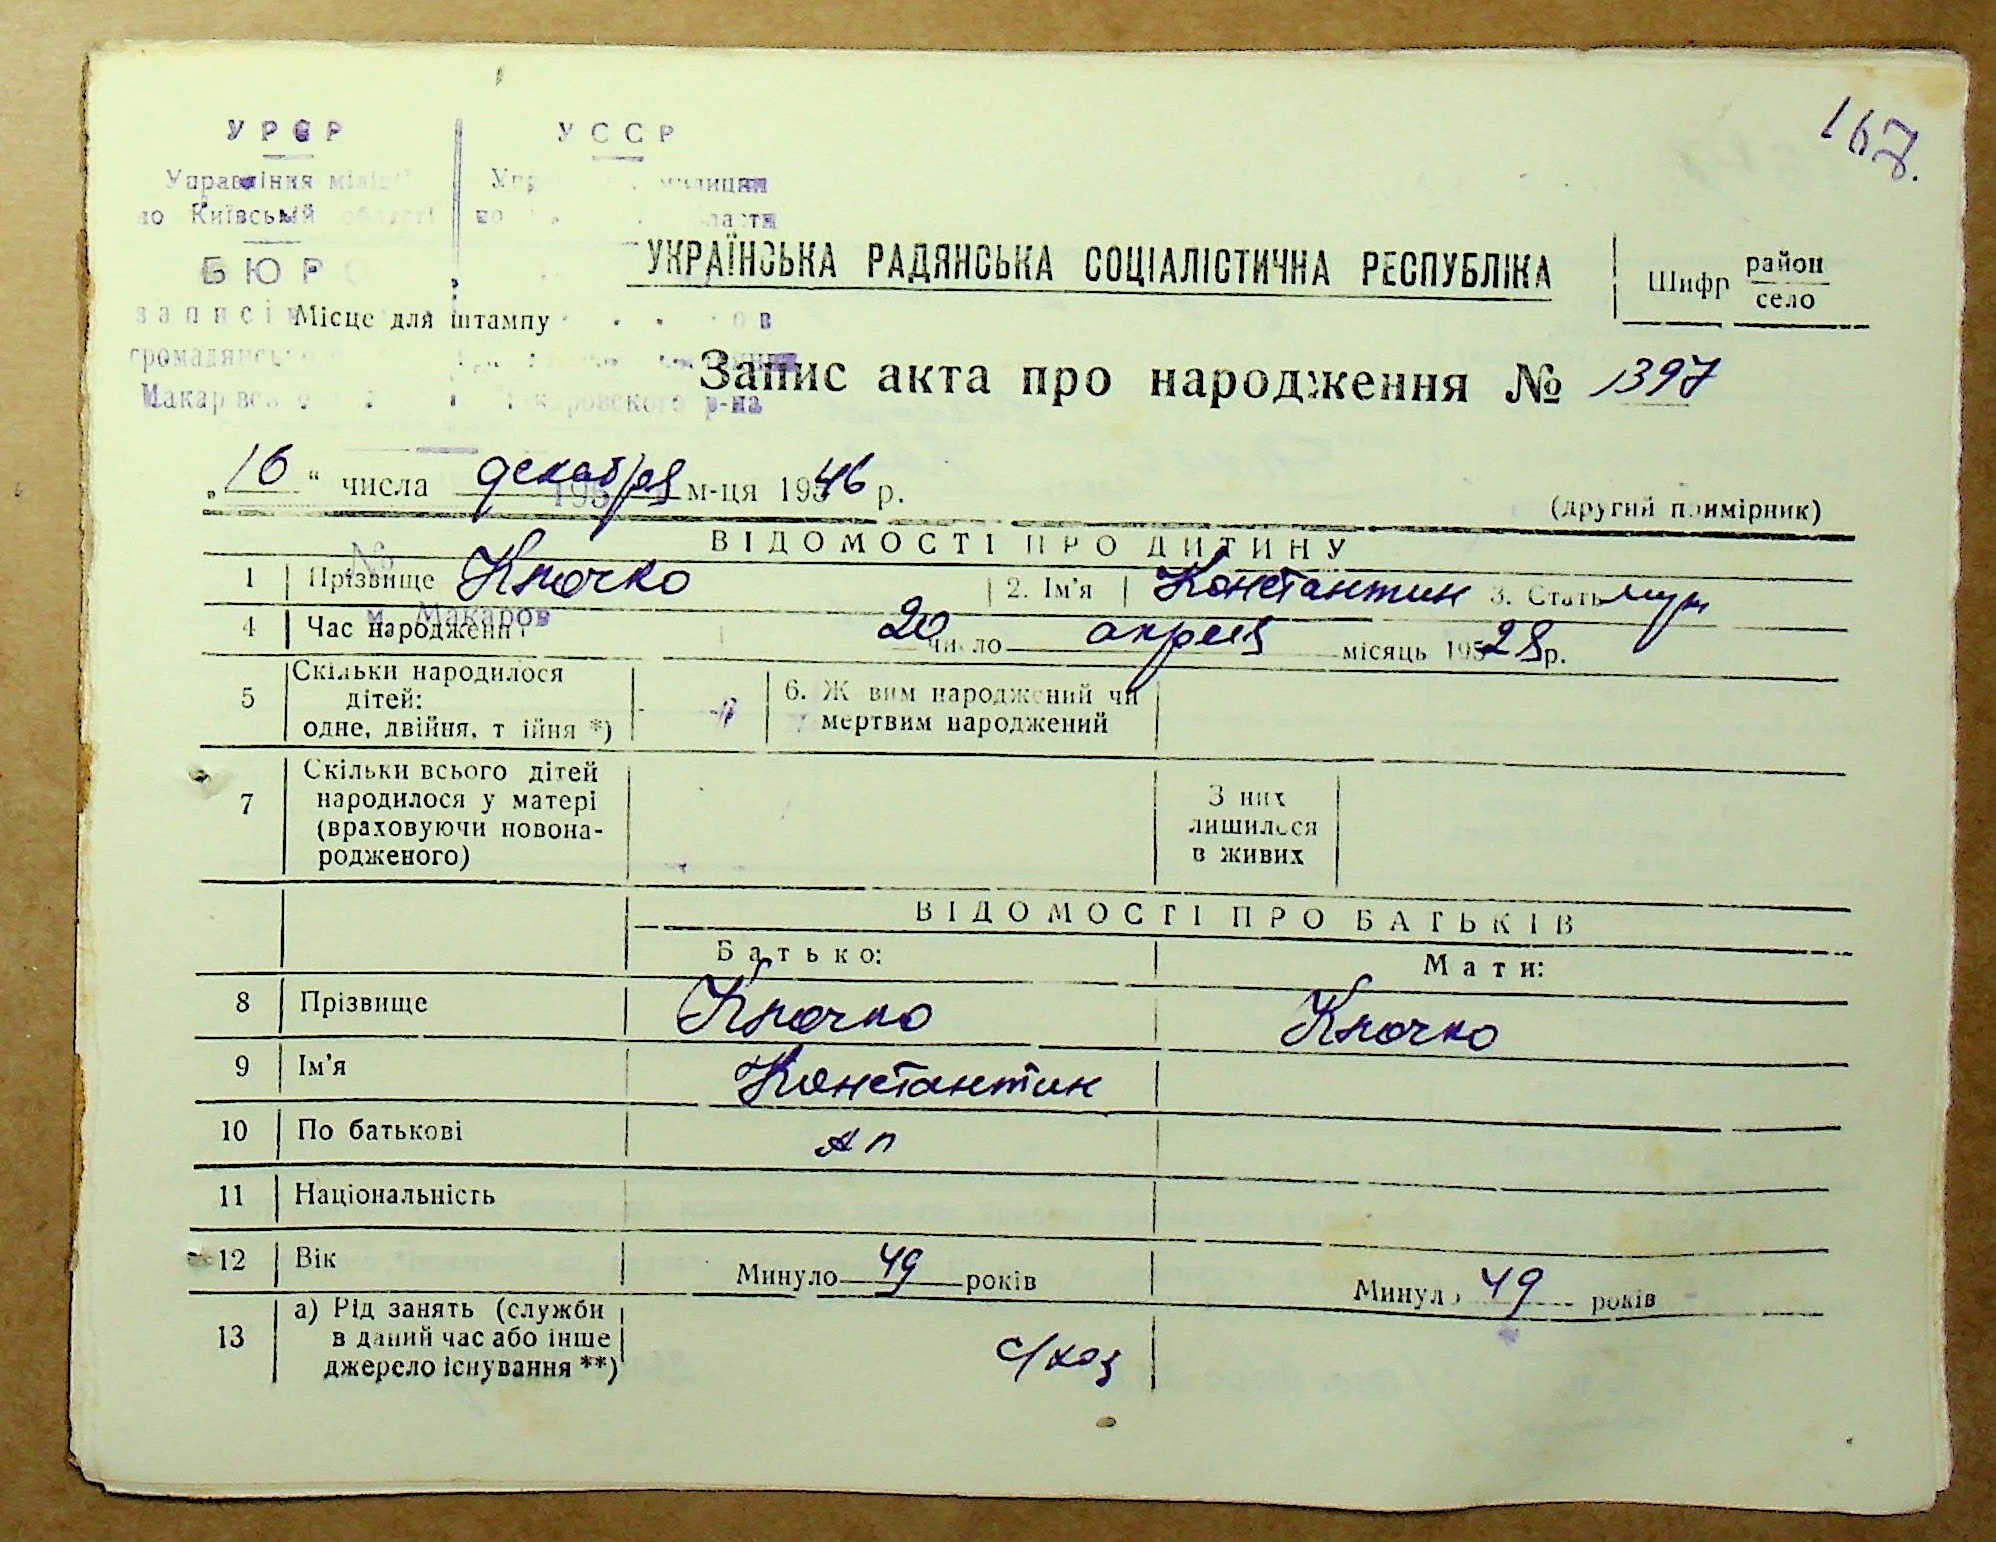 167.
УРСР
УССР
Управління міліції
милиции
по Київській області
по области
БЮРО
УКРАЇНСЬКА РАДЯНСЬКА СОЦІАЛІСТИЧНА РЕСПУБЛІКА
Шифр район
село
записів
Місце для штампу
громадянського
Запис акта про народження № 1397
Макаровского р-на
„16“ числа декабря м-ця 1946 р.
(другий примірник)
ВІДОМОСТІ ПРО ДИТИНУ
№
1 Прізвище Клочко 2. Ім'я Константин 3. Стать муж
м. Макаров
4 Час народження 20 число апреля місяць 1928 р.
5 Скільки народилося дітей: одне, двійня, трійня *)
6. Живим народжений чи мертвим народжений
7 Скільки всього дітей народилося у матері (враховуючи новонародженого)
З них лишилося в живих
ВІДОМОСТІ ПРО БАТЬКІВ
Батько: Мати:
8 Прізвище Клочко Клочко
9 Ім'я Константин
10 По батькові
11 Національність
12 Вік Минуло 49 років Минуло 49 років
13 а) Рід занять (служби в даний час або інше джерело існування **) с/хоз